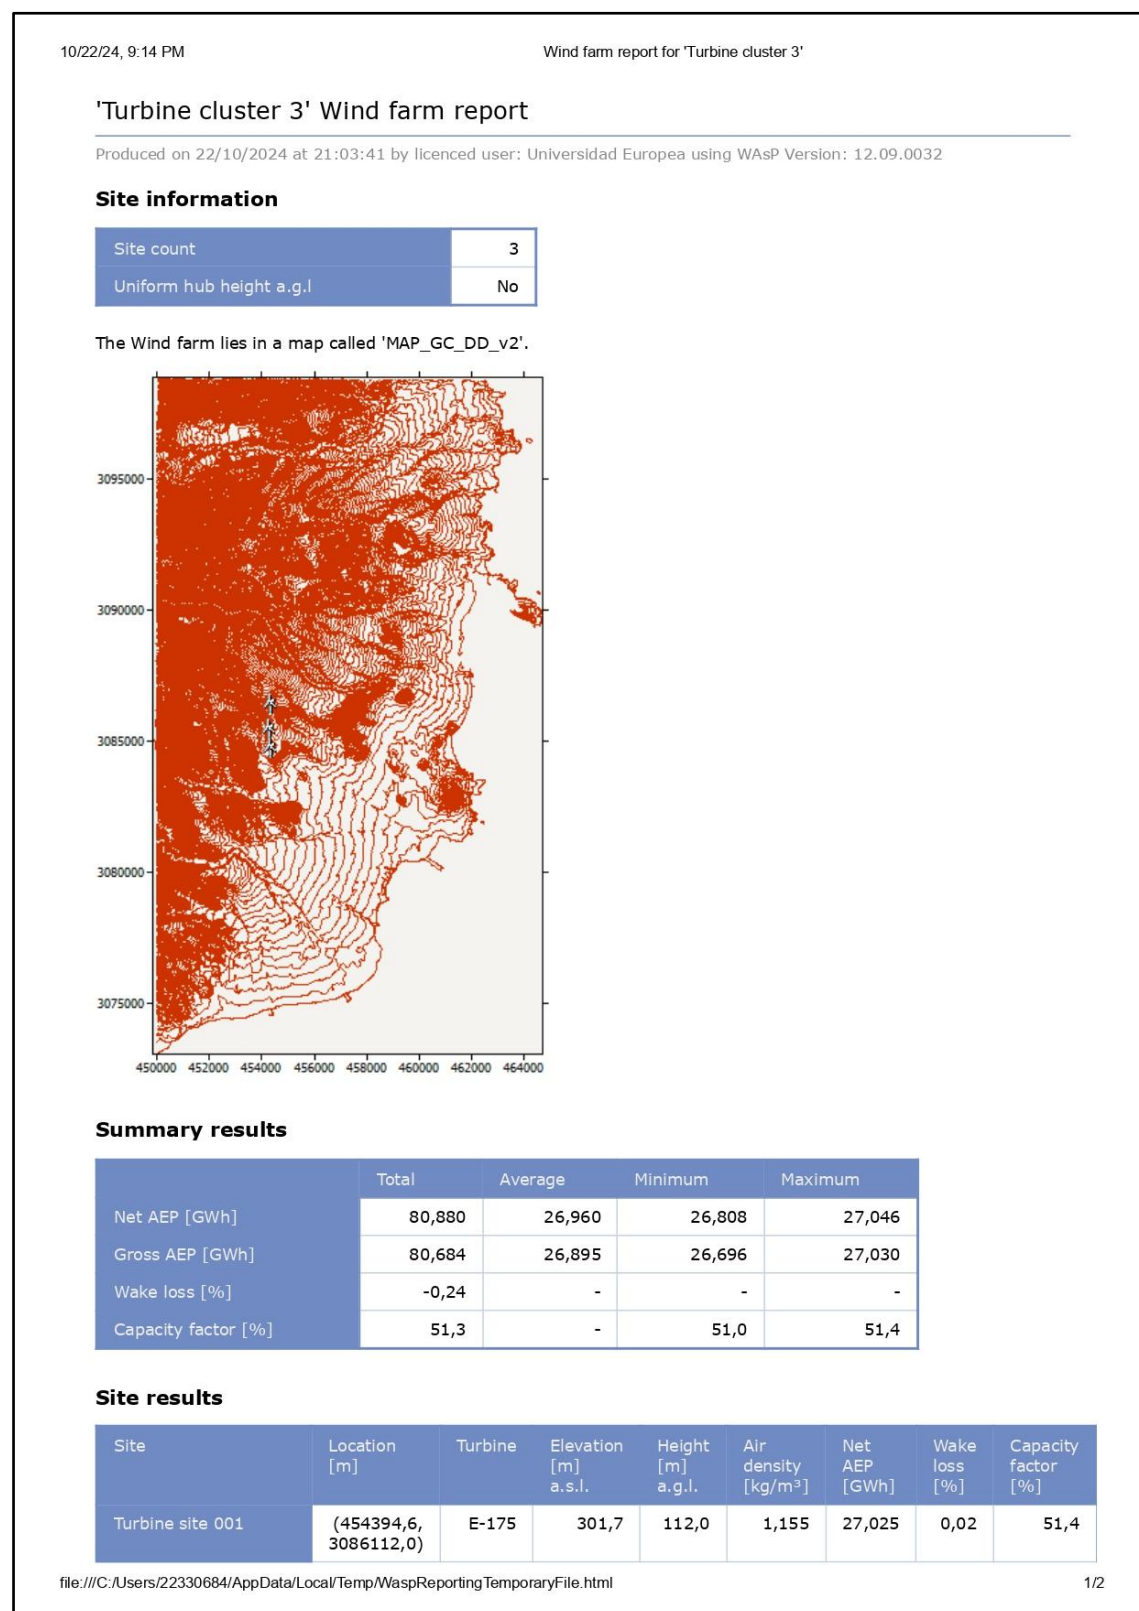 10/22/24, 9:14 PM Wind farm report for 'Turbine cluster 3'
'Turbine cluster 3' Wind farm report
Produced on 22/10/2024 at 21:03:41 by licenced user: Universidad Europea using WAsP Version: 12.09.0032
Site information
Site count 3
Uniform hub height a.g.l No
The Wind farm lies in a map called 'MAP_GC_DD_v2'.
3095000
3090000
3085000
3080000
3075000
450000 452000 454000 456000 458000 460000 462000 464000
Summary results
Total Average Minimum Maximum
Net AEP [GWh] 80,880 26,960 26,808 27,046
Gross AEP [GWh] 80,684 26,895 26,696 27,030
Wake loss [%] -0,24 - - -
Capacity factor [%] 51,3 - 51,0 51,4
Site results
Site Location Turbine Elevation Height Air Net Wake Capacity
[m] [m] [m] density AEP loss factor
a.s.l. a.g.l. [kg/m³] [GWh] [%] [%]
Turbine site 001 (454394,6, E-175 301,7 112,0 1,155 27,025 0,02 51,4
3086112,0)
file:///C:/Users/22330684/AppData/Local/Temp/WaspReportingTemporaryFile.html 1/2